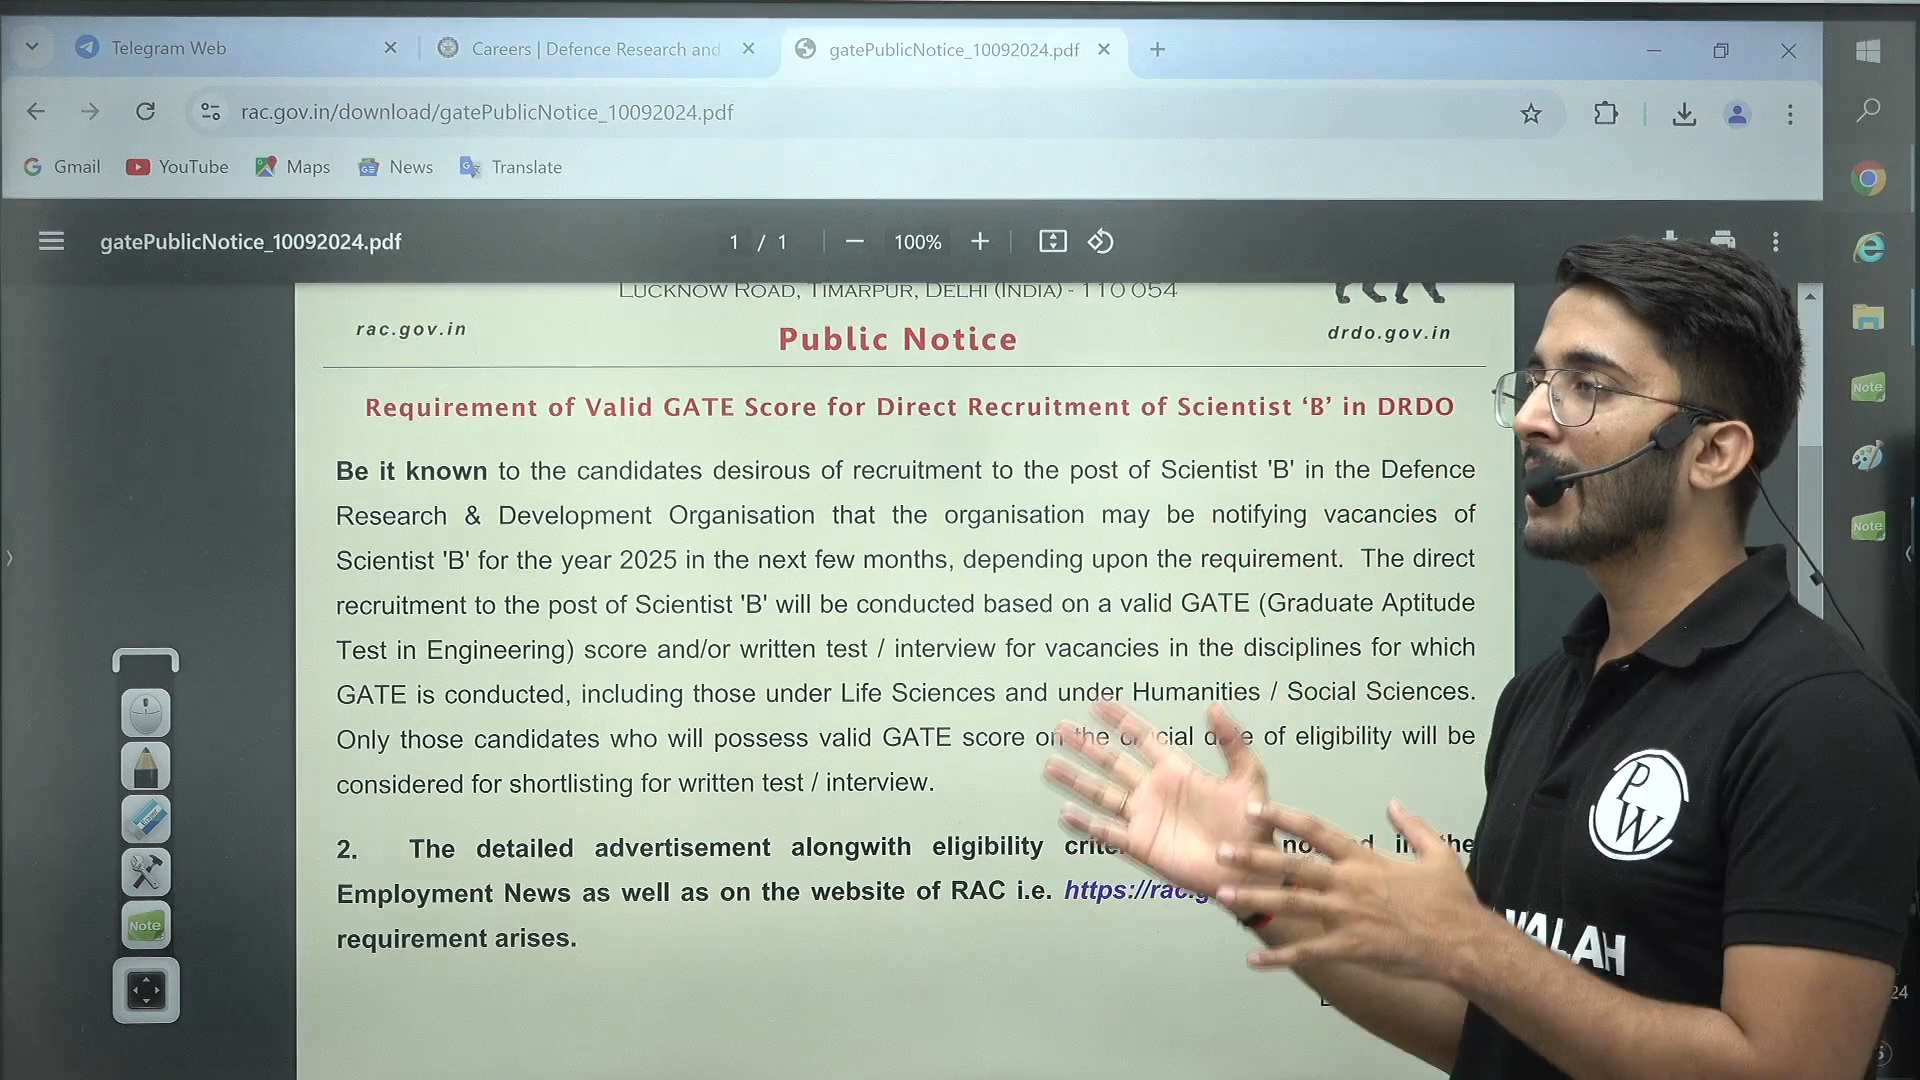 Telegram Web
Careers | Defence Research and
gatePublicNotice_10092024.pdf
rac.gov.in/download/gatePublicNotice_10092024.pdf
Gmail
YouTube
Maps
News
Translate
gatePublicNotice_10092024.pdf
1 / 1
100%
LUCKNOW ROAD, TIMARPUR, DELHI (INDIA) - 110 054
rac.gov.in
Public Notice
drdo.gov.in
Requirement of Valid GATE Score for Direct Recruitment of Scientist ‘B’ in DRDO
Be it known to the candidates desirous of recruitment to the post of Scientist 'B' in the Defence
Research & Development Organisation that the organisation may be notifying vacancies of
Scientist 'B' for the year 2025 in the next few months, depending upon the requirement. The direct
recruitment to the post of Scientist 'B' will be conducted based on a valid GATE (Graduate Aptitude
Test in Engineering) score and/or written test / interview for vacancies in the disciplines for which
GATE is conducted, including those under Life Sciences and under Humanities / Social Sciences.
Only those candidates who will possess valid GATE score on the crucial date of eligibility will be
considered for shortlisting for written test / interview.
2. The detailed advertisement alongwith eligibility in the
Employment News as well as on the website of RAC i.e. https://rac.g
requirement arises.
Note
Note
Note
Eraser
PW
WALAH
24